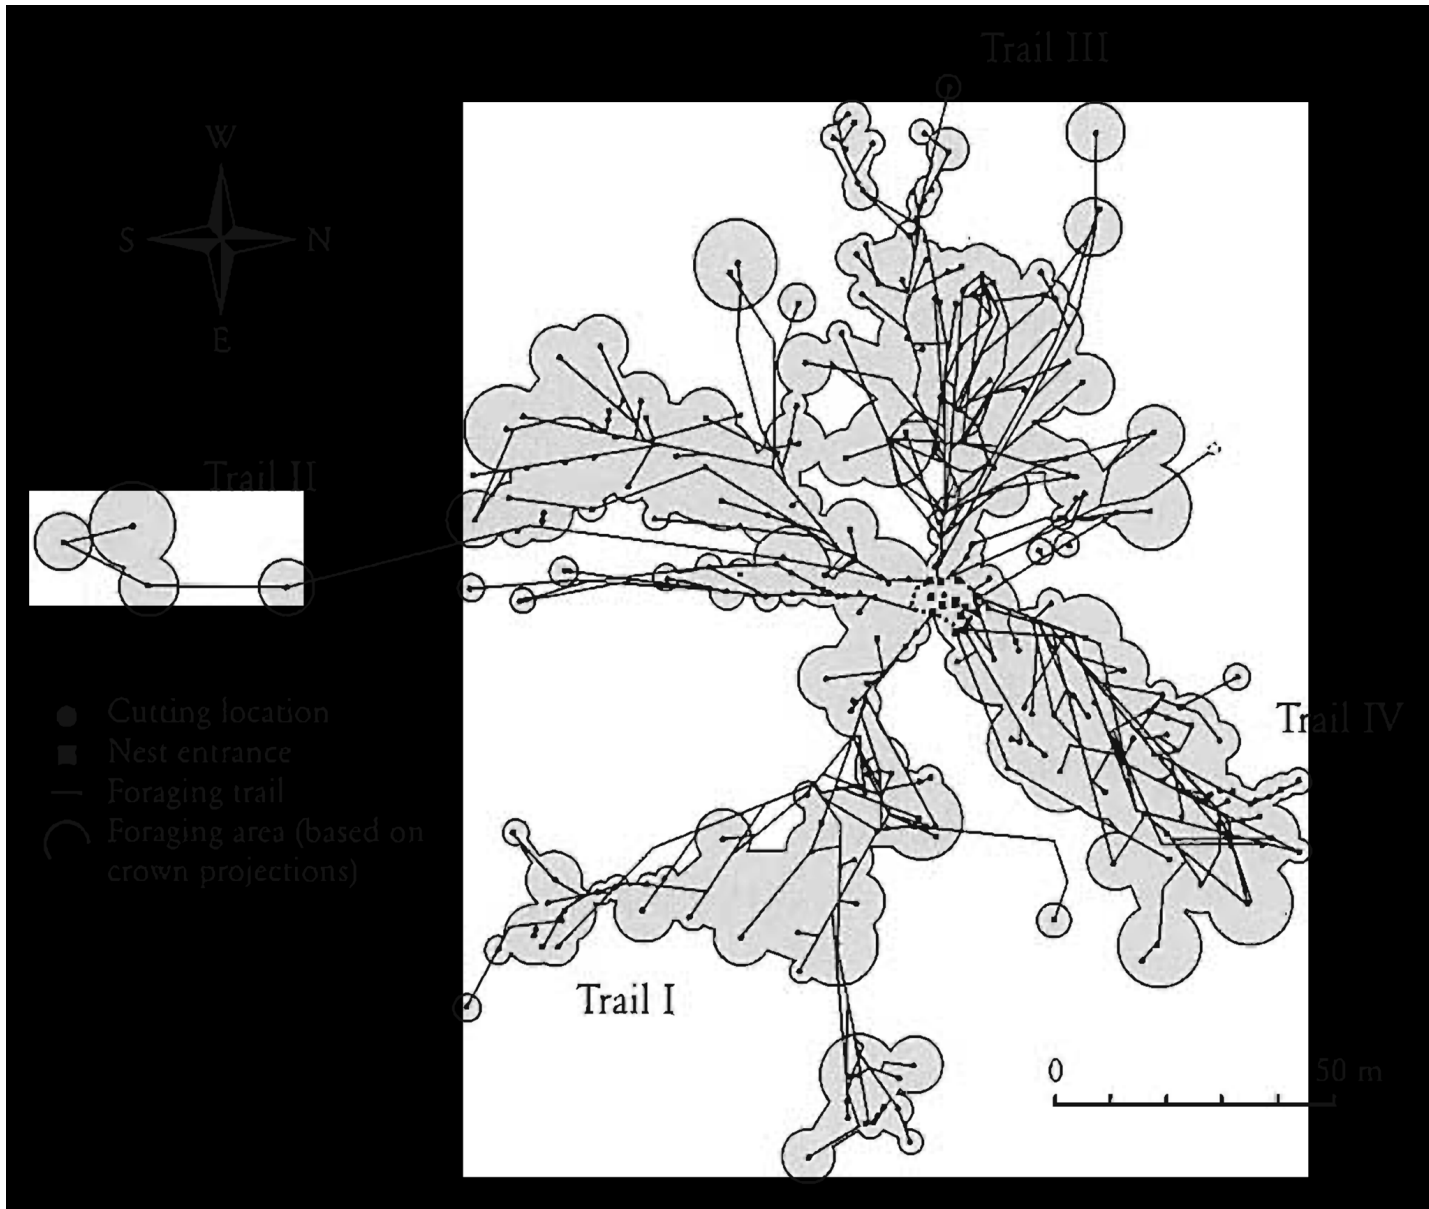 Trail III
W
S
N
E
Trail II
Cutting location
Nest entrance
Foraging trail
Foraging area (based on
crown projections)
Trail IV
Trail I
0
50 m